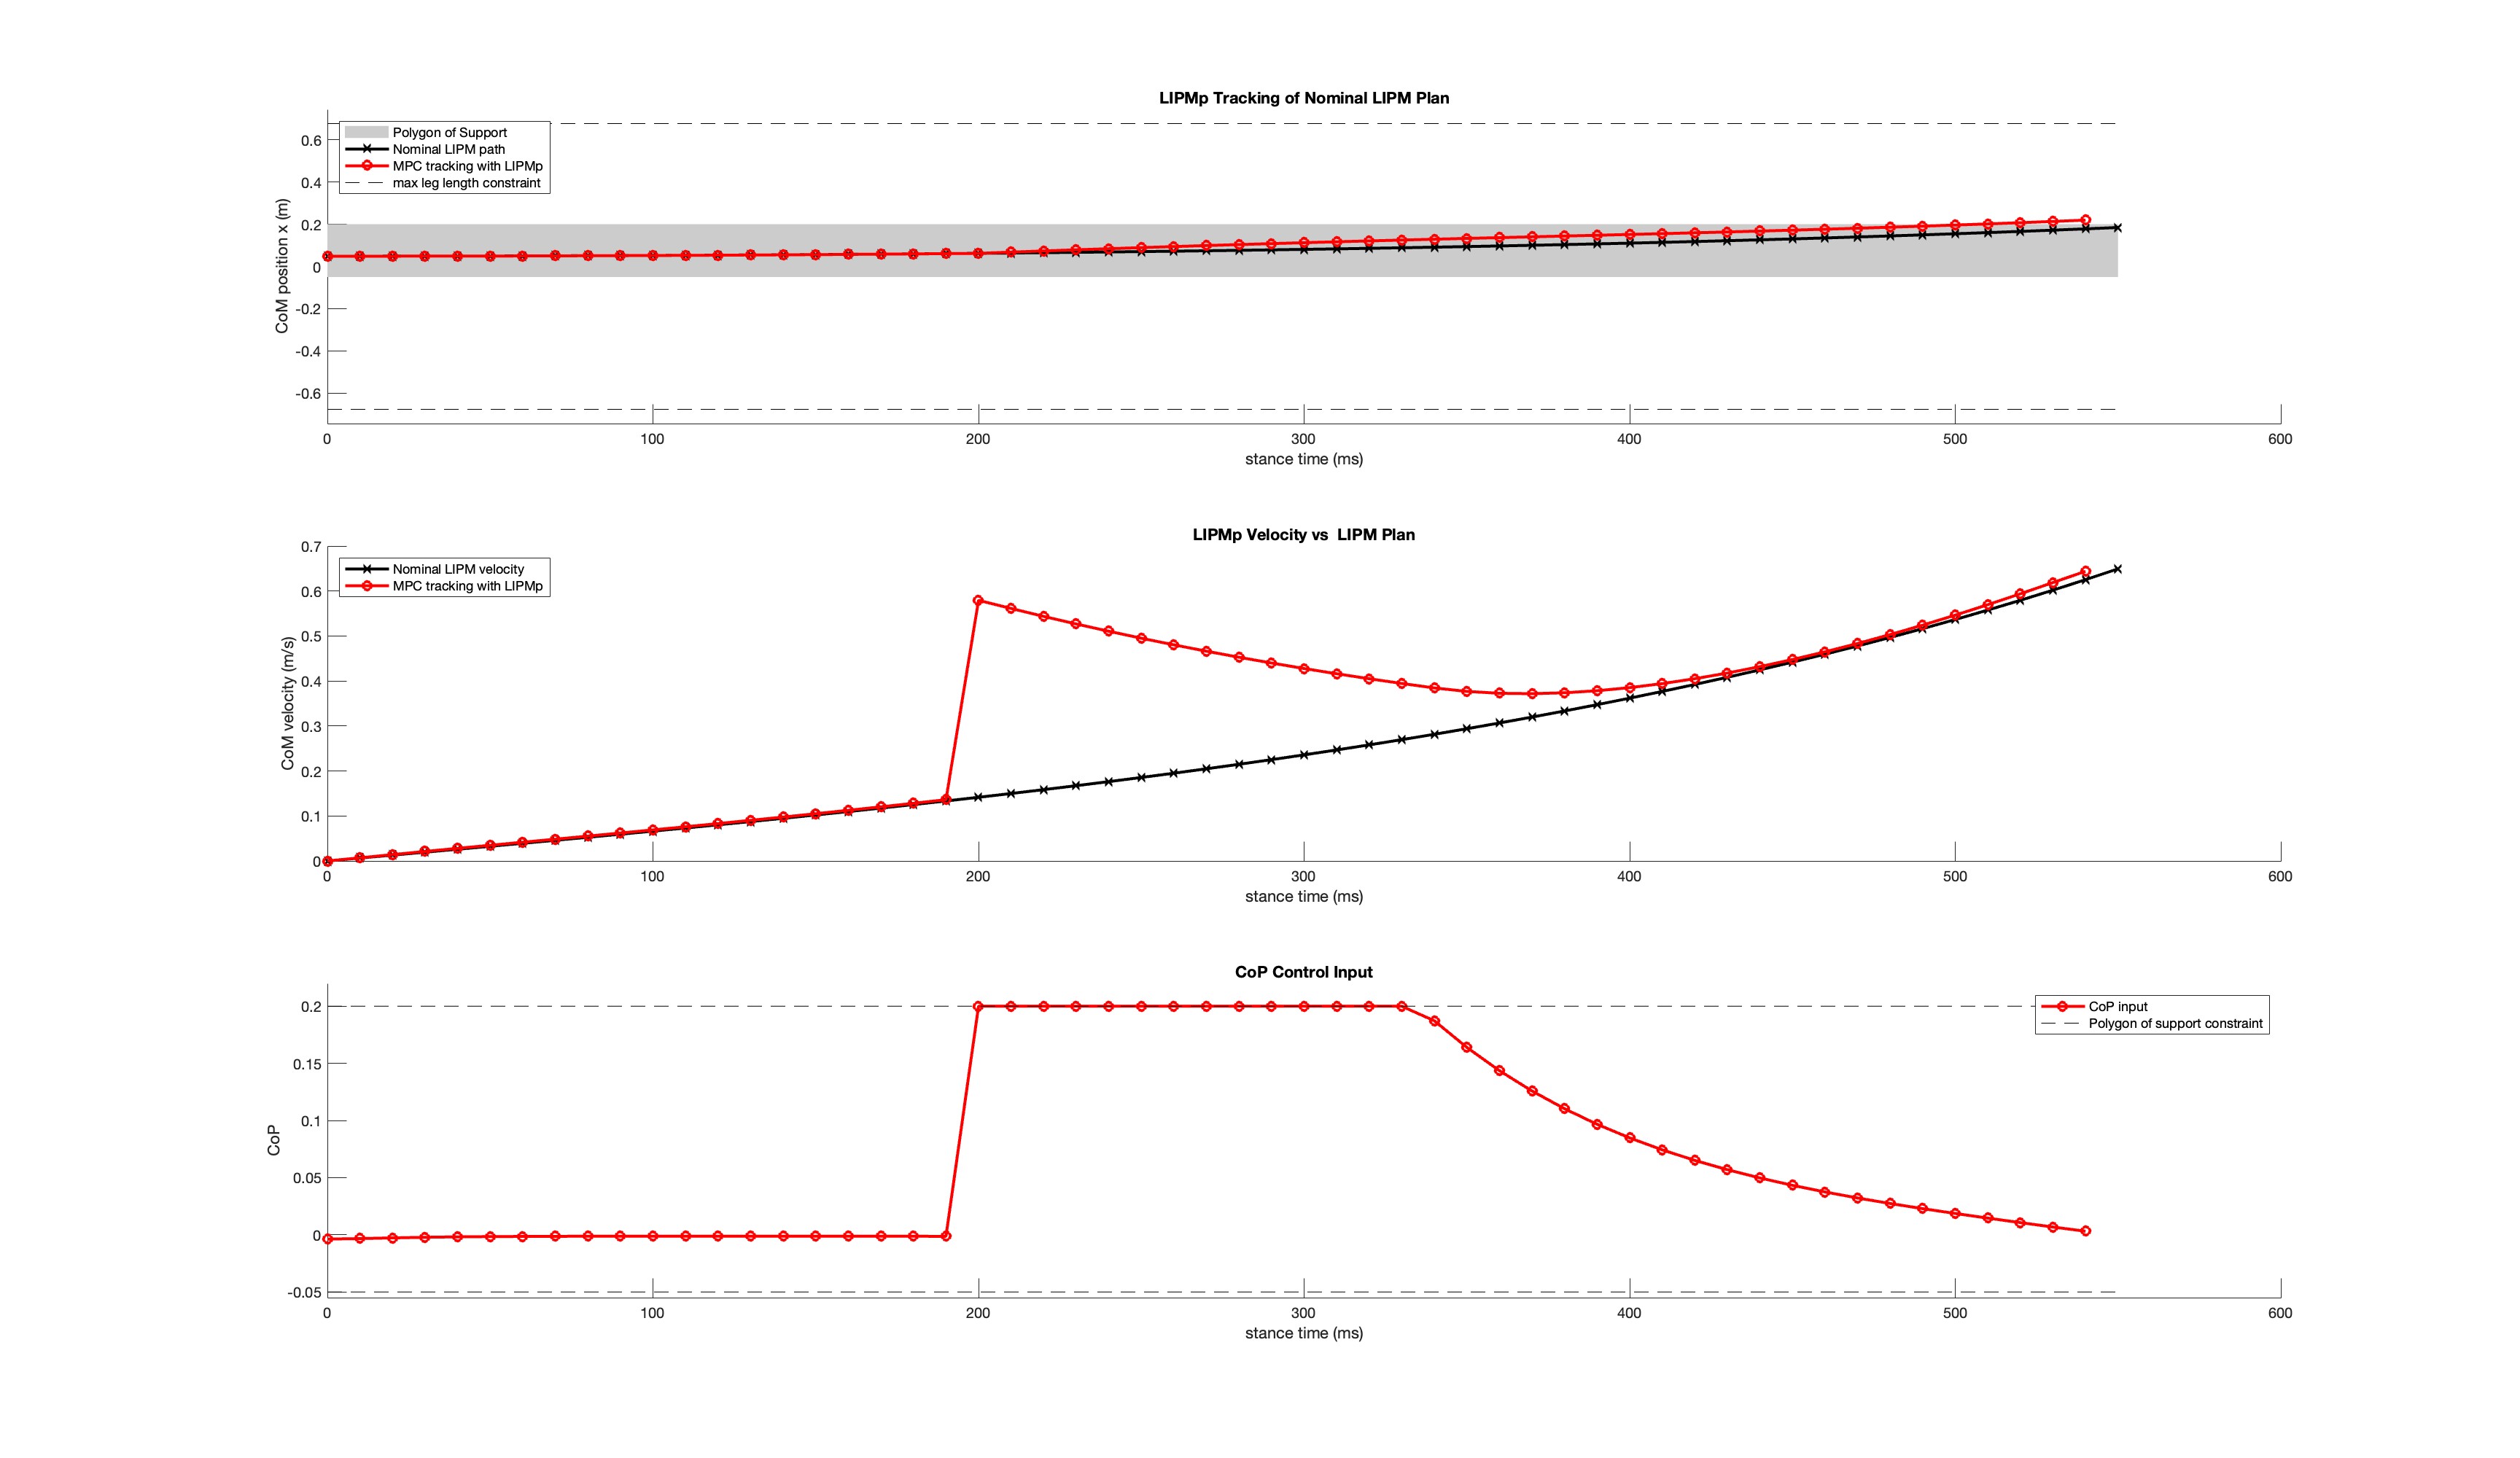 LIPMp Tracking of Nominal LIPM Plan
Polygon of Support
Nominal LIPM path
MPC tracking with LIPMp
max leg length constraint
CoM position x (m)
0.6
0.4
0.2
0
-0.2
-0.4
-0.6
0 100 200 300 400 500 600
stance time (ms)
LIPMp Velocity vs LIPM Plan
Nominal LIPM velocity
MPC tracking with LIPMp
CoM velocity (m/s)
0.7
0.6
0.5
0.4
0.3
0.2
0.1
0
0 100 200 300 400 500 600
stance time (ms)
CoP Control Input
CoP input
Polygon of support constraint
CoP
0.2
0.15
0.1
0.05
0
-0.05
0 100 200 300 400 500 600
stance time (ms)